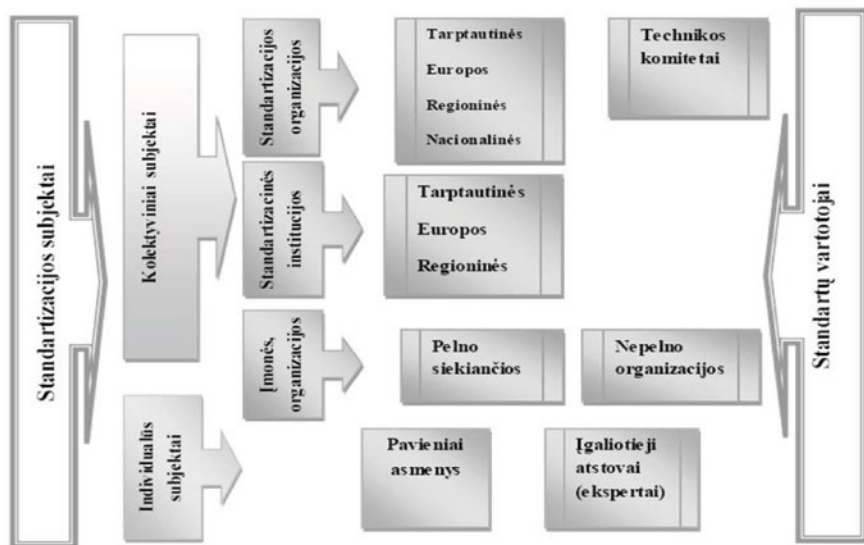 Standartizacijos subjektai
Kolektyviniai subjektai
Standartizacijos
organizacijos
Tarptautinės
Europos
Regioninės
Nacionalinės
Technikos
komitetai
Standartizacinės
institucijos
Tarptautinės
Europos
Regioninės
Įmonės,
organizacijos
Pelno
siekiančios
Nepelno
organizacijos
Individualūs
subjektai
Pavieniai
asmenys
Įgaliotieji
atstovai
(ekspertai)
Standartų vartotojai